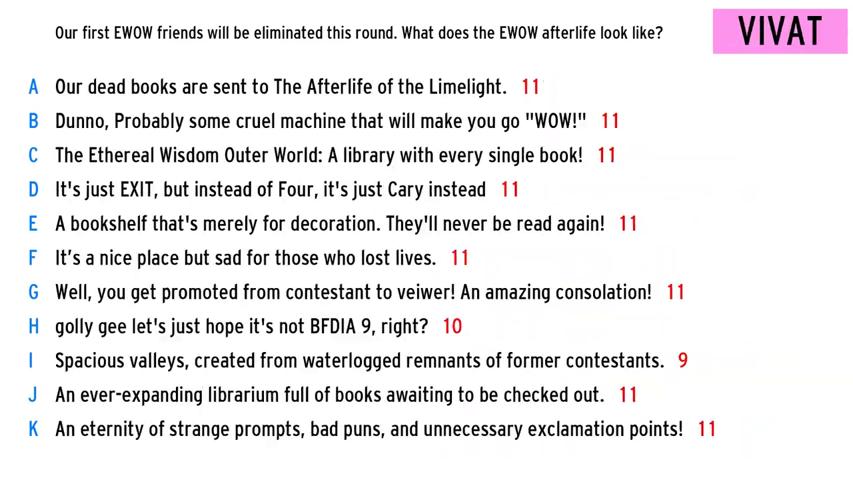 Our first EWOW friends will be eliminated this round. What does the EWOW afterlife look like?
VIVAT
A Our dead books are sent to The Afterlife of the Limelight. 11
B Dunno, Probably some cruel machine that will make you go "WOW!" 11
C The Ethereal Wisdom Outer World: A library with every single book! 11
D It's just EXIT, but instead of Four, it's just Cary instead 11
E A bookshelf that's merely for decoration. They'll never be read again! 11
F It’s a nice place but sad for those who lost lives. 11
G Well, you get promoted from contestant to veiwer! An amazing consolation! 11
H golly gee let's just hope it's not BFDIA 9, right? 10
I Spacious valleys, created from waterlogged remnants of former contestants. 9
J An ever-expanding librarium full of books awaiting to be checked out. 11
K An eternity of strange prompts, bad puns, and unnecessary exclamation points! 11